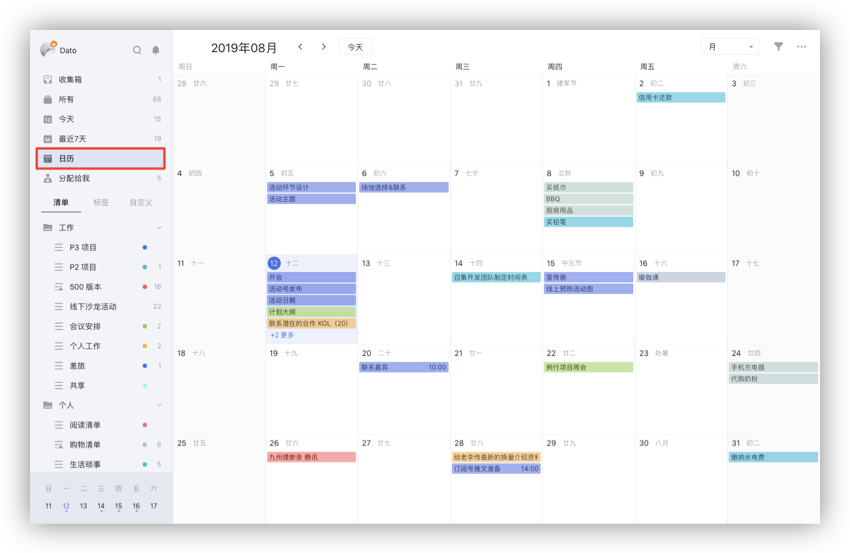 Dato
收集箱 1
所有 68
今天 15
最近7天 19
日历
分配给我 5
清单 标签 自定义
工作
P3 项目
P2 项目 1
500 版本 16
线下沙龙活动 22
会议安排 2
个人工作 2
差旅 1
共享
个人
阅读清单
购物清单 6
生活琐事 5
日 一 二 三 四 五 六
11 12 13 14 15 16 17
2019年08月 < > 今天 月
周日 周一 周二 周三 周四 周五 周六
28 廿六 29 廿七 30 廿八 31 廿九 1 建军节 2 初二 3 初三
信用卡还款
4 初四 5 初五 6 初六 7 七夕 8 立秋 9 初九 10 初十
活动环节设计 场地选择&联系 买纸巾
活动主题 BBQ
厨房用品
买铅笔
11 十一 12 十二 13 十三 14 十四 15 中元节 16 十六 17 十七
开会 召集开发团队制定时间表 宣传册 瑜伽课
活动号发布 线上预热活动图
活动日期
计划大纲
联系潜在的合作 KOL（20）
+2 更多
18 十八 19 十九 20 二十 21 廿一 22 廿二 23 处暑 24 廿四
联系嘉宾 10:00 例行项目周会 手机充电器
代购奶粉
25 廿五 26 廿六 27 廿七 28 廿八 29 廿九 30 八月 31 初二
九州缥缈录 腾讯 给老李传最新的换量介绍资料 缴纳水电费
订阅号推文准备 14:00